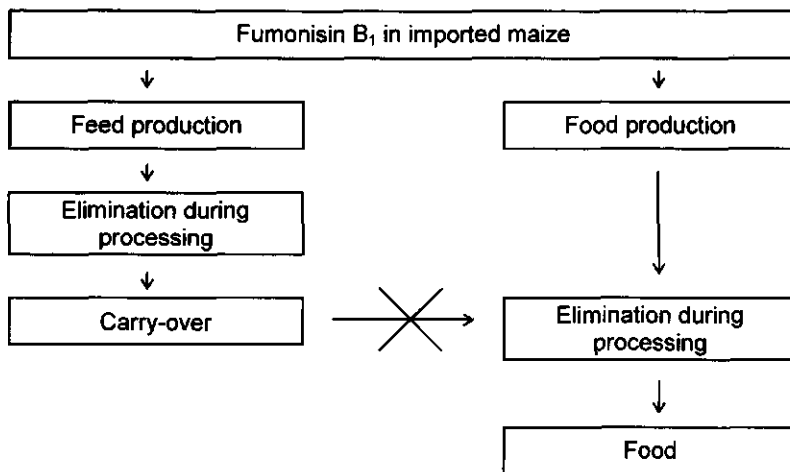 Fumonisin B₁ in imported maize
Feed production
Food production
Elimination during
processing
Carry-over
Elimination during
processing
Food